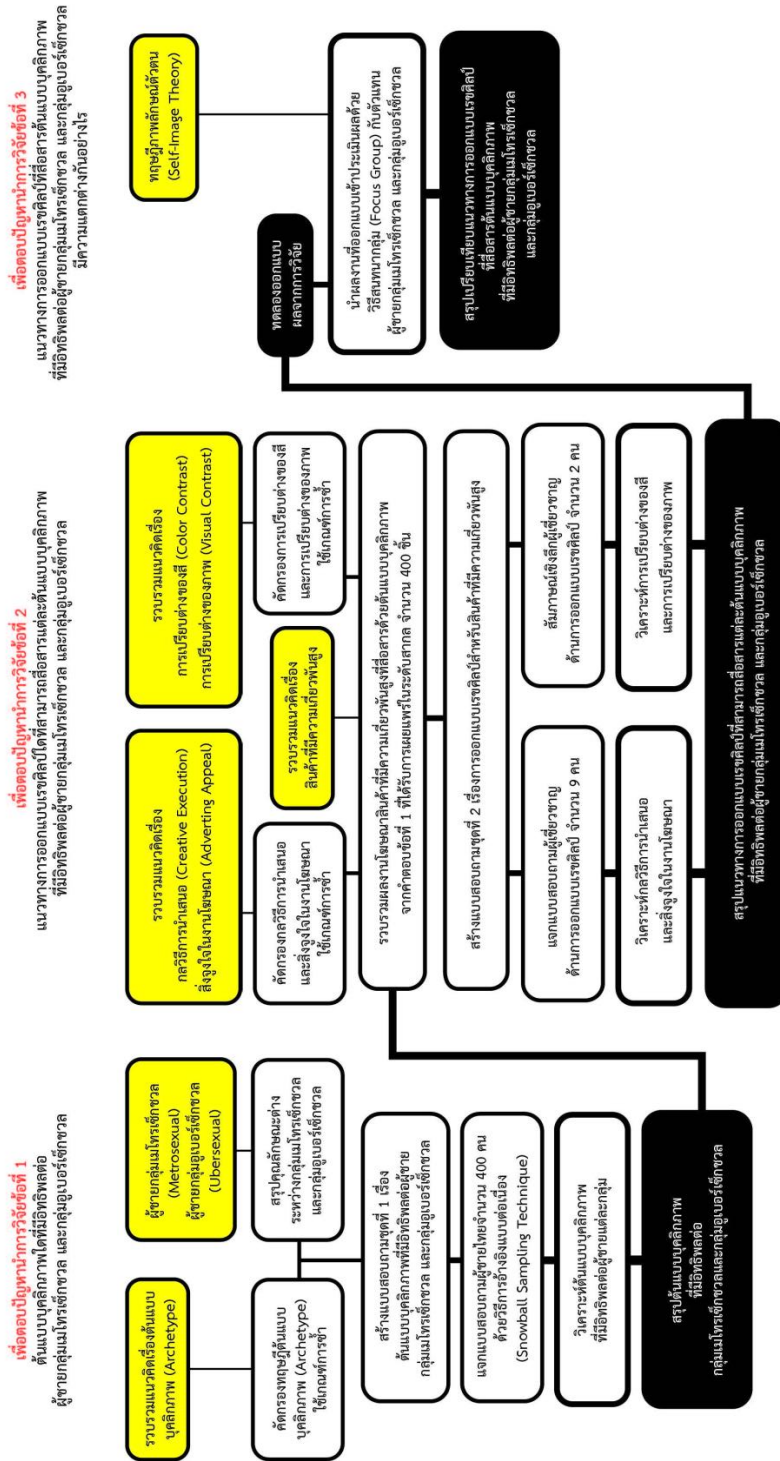 เพื่อตอบปัญหานำการวิจัยข้อที่ 1
ต้นแบบบุคลิกภาพใดที่มีอิทธิพลต่อ
ผู้ชายกลุ่มเมโทรเซ็กชวล และกลุ่มอูเบอร์เซ็กชวล
รวบรวมแนวคิดเรื่องต้นแบบ
บุคลิกภาพ (Archetype)
ผู้ชายกลุ่มเมโทรเซ็กชวล
(Metrosexual)
ผู้ชายกลุ่มอูเบอร์เซ็กชวล
(Ubersexual)
คัดกรองทฤษฎีต้นแบบ
บุคลิกภาพ (Archetype)
ใช้เกณฑ์การซ้ำ
สรุปคุณลักษณะต่าง
ระหว่างกลุ่มเมโทรเซ็กชวล
และกลุ่มอูเบอร์เซ็กชวล
สร้างแบบสอบถามชุดที่ 1 เรื่อง
ต้นแบบบุคลิกภาพที่มีอิทธิพลต่อผู้ชาย
กลุ่มเมโทรเซ็กชวล และกลุ่มอูเบอร์เซ็กชวล
แจกแบบสอบถามผู้ชายไทยจำนวน 400 คน
ด้วยวิธีการอ้างอิงแบบต่อเนื่อง
(Snowball Sampling Technique)
วิเคราะห์ต้นแบบบุคลิกภาพ
ที่มีอิทธิพลต่อผู้ชายแต่ละกลุ่ม
สรุปต้นแบบบุคลิกภาพ
ที่มีอิทธิพลต่อ
กลุ่มเมโทรเซ็กชวลและกลุ่มอูเบอร์เซ็กชวล
เพื่อตอบปัญหานำการวิจัยข้อที่ 2
แนวทางการออกแบบเรขศิลป์ใดที่สามารถสื่อสารแต่ละต้นแบบบุคลิกภาพ
ที่มีอิทธิพลต่อผู้ชายกลุ่มเมโทรเซ็กชวล และกลุ่มอูเบอร์เซ็กชวล
รวบรวมแนวคิดเรื่อง
กลวิธีการนำเสนอ (Creative Execution)
สิ่งจูงใจในงานโฆษณา (Adverting Appeal)
รวบรวมแนวคิดเรื่อง
การเปรียบต่างของสี (Color Contrast)
การเปรียบต่างของภาพ (Visual Contrast)
คัดกรองกลวิธีการนำเสนอ
และสิ่งจูงใจในงานโฆษณา
ใช้เกณฑ์การซ้ำ
รวบรวมแนวคิดเรื่อง
สินค้าที่มีความเกี่ยวพันสูง
คัดกรองการเปรียบต่างของสี
และการเปรียบต่างของภาพ
ใช้เกณฑ์การซ้ำ
รวบรวมผลงานโฆษณาสินค้าที่มีความเกี่ยวพันสูงที่สื่อสารด้วยต้นแบบบุคลิกภาพ
จากคำตอบข้อที่ 1 ที่ได้รับการเผยแพร่ในระดับสากล จำนวน 400 ชิ้น
สร้างแบบสอบถามชุดที่ 2 เรื่องการออกแบบเรขศิลป์สำหรับสินค้าที่มีความเกี่ยวพันสูง
แจกแบบสอบถามผู้เชี่ยวชาญ
ด้านการออกแบบเรขศิลป์ จำนวน 9 คน
สัมภาษณ์เชิงลึกผู้เชี่ยวชาญ
ด้านการออกแบบเรขศิลป์ จำนวน 2 คน
วิเคราะห์กลวิธีการนำเสนอ
และสิ่งจูงใจในงานโฆษณา
วิเคราะห์การเปรียบต่างของสี
และการเปรียบต่างของภาพ
สรุปแนวทางการออกแบบเรขศิลป์ที่สามารถสื่อสารแต่ละต้นแบบบุคลิกภาพ
ที่มีอิทธิพลต่อผู้ชายกลุ่มเมโทรเซ็กชวล และกลุ่มอูเบอร์เซ็กชวล
เพื่อตอบปัญหานำการวิจัยข้อที่ 3
แนวทางการออกแบบเรขศิลป์ที่สื่อสารต้นแบบบุคลิกภาพ
ที่มีอิทธิพลต่อผู้ชายกลุ่มเมโทรเซ็กชวล และกลุ่มอูเบอร์เซ็กชวล
มีความแตกต่างกันอย่างไร
ทฤษฎีภาพลักษณ์ตัวตน
(Self-Image Theory)
ทดลองออกแบบ
ผลจากการวิจัย
นำผลงานที่ออกแบบเข้าประเมินผลด้วย
วิธีสนทนากลุ่ม (Focus Group) กับตัวแทน
ผู้ชายกลุ่มเมโทรเซ็กชวล และกลุ่มอูเบอร์เซ็กชวล
สรุปเปรียบเทียบแนวทางการออกแบบเรขศิลป์
ที่สื่อสารต้นแบบบุคลิกภาพ
ที่มีอิทธิพลต่อผู้ชายกลุ่มเมโทรเซ็กชวล
และกลุ่มอูเบอร์เซ็กชวล